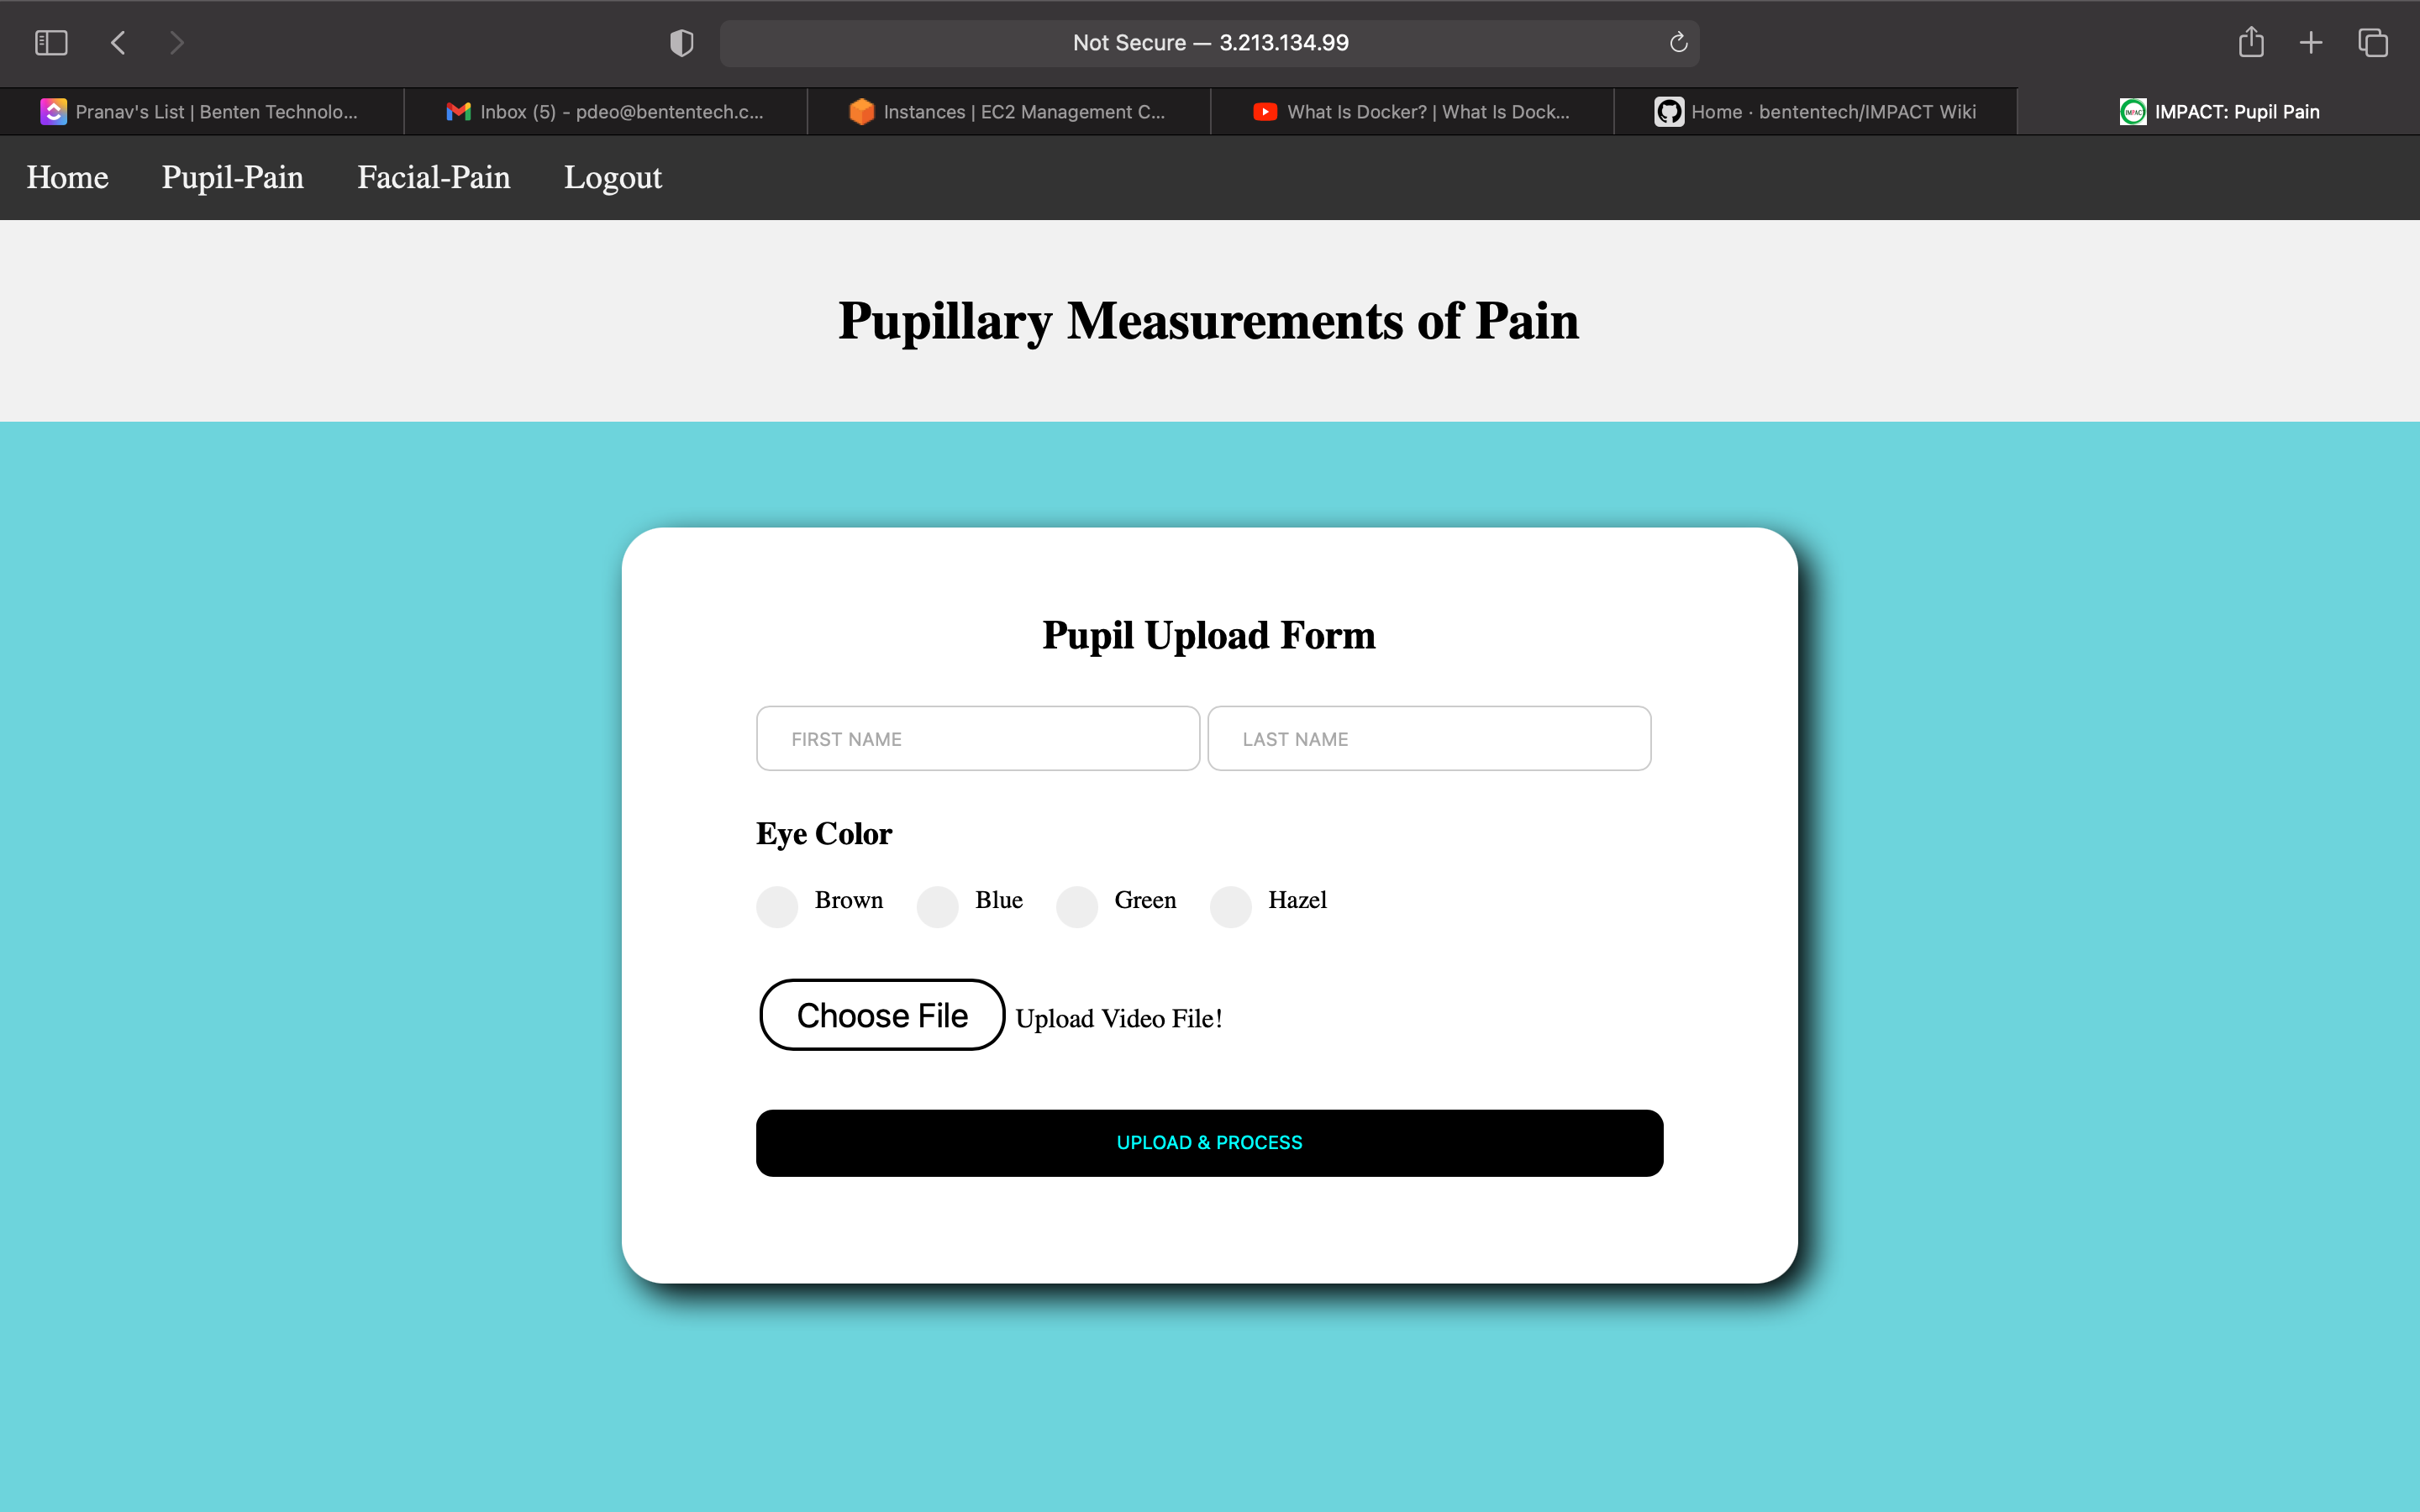 Not Secure — 3.213.134.99
Pranav's List | Benten Technolo...
Inbox (5) - pdeo@bententech.c...
Instances | EC2 Management C...
What Is Docker? | What Is Dock...
Home · bententech/IMPACT Wiki
IMPACT: Pupil Pain
Home Pupil-Pain Facial-Pain Logout
Pupillary Measurements of Pain
Pupil Upload Form
FIRST NAME LAST NAME
Eye Color
Brown Blue Green Hazel
Choose File Upload Video File!
UPLOAD & PROCESS